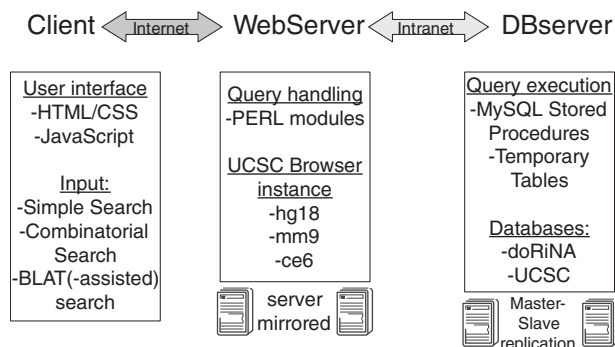 Client Internet WebServer Intranet DBserver
User interface
-HTML/CSS
-JavaScript
Input:
-Simple Search
-Combinatorial
Search
-BLAT(-assisted)
search
Query handling
-PERL modules
UCSC Browser
instance
-hg18
-mm9
-ce6
server
mirrored
Query execution
-MySQL Stored
Procedures
-Temporary
Tables
Databases:
-doRiNA
-UCSC
Master-
Slave
replication